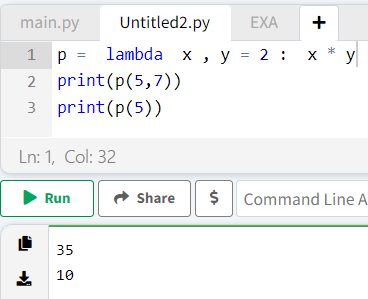 main.py Untitled2.py EXA +
1 p =  lambda  x , y = 2 :  x * y
2 print(p(5,7))
3 print(p(5))
Ln: 1, Col: 32
Run Share $ Command Line A
35
10